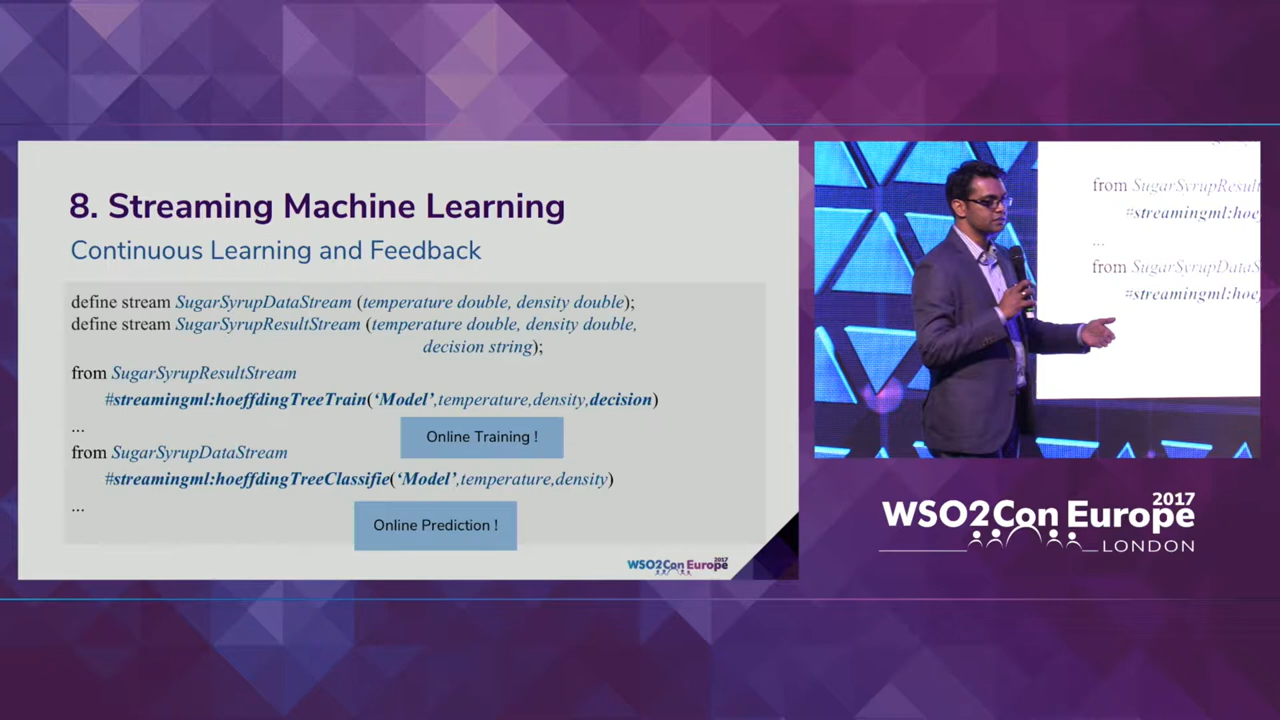 8. Streaming Machine Learning
Continuous Learning and Feedback
define stream SugarSyrupDataStream (temperature double, density double);
define stream SugarSyrupResultStream (temperature double, density double,
decision string);
from SugarSyrupResultStream
#streamingml:hoeffdingTreeTrain(‘Model’,temperature,density,decision)
...
Online Training !
from SugarSyrupDataStream
#streamingml:hoeffdingTreeClassifie(‘Model’,temperature,density)
...
Online Prediction !
WSO2Con Europe 2017
from SugarSyrupResult
#streamingml:hoef
...
from SugarSyrupDataS
#streamingml:hoef
2017
WSO2Con Europe
LONDON